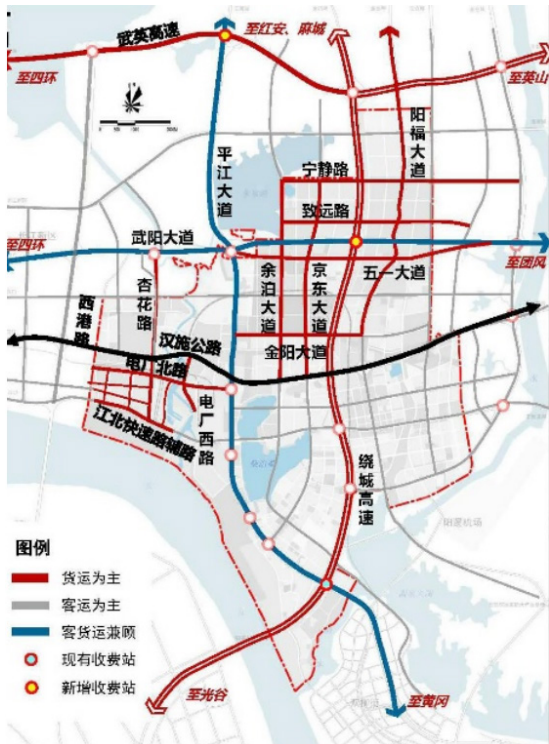 武英高速
至红安、麻城
至四环
至英山
阳福大道
平江大道
宁静路
致远路
武阳大道
至四环
至团风
余泊大道
京东大道
五一大道
杏花路
西港路
汉施公路
金阳大道
电厂北路
电厂西路
江北快速路辅路
绕城高速
图例
货运为主
客运为主
客货运兼顾
现有收费站
新增收费站
至光谷
至黄冈